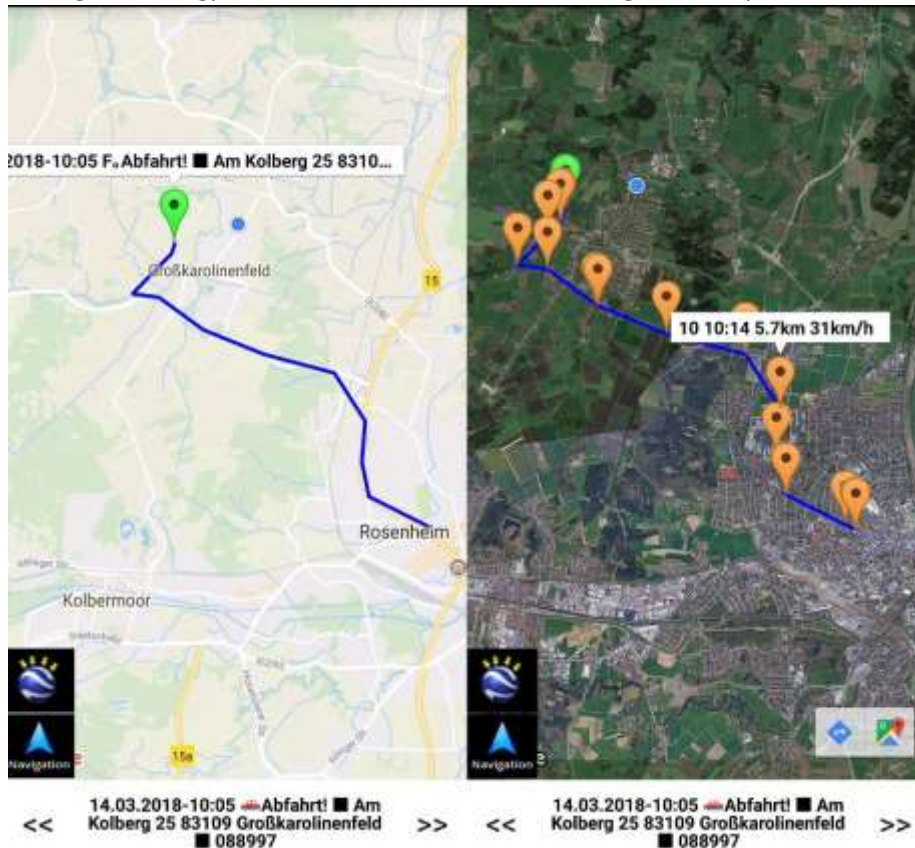 2018-10:05 F. Abfahrt! ■ Am Kolberg 25 8310...
Großkarolinenfeld
15
Rosenheim
Kolbermoor
15a
Navigation
10 10:14 5.7km 31km/h
Navigation
<< 14.03.2018-10:05 🚗Abfahrt! ■ Am >>
Kolberg 25 83109 Großkarolinenfeld
■ 088997
<< 14.03.2018-10:05 🚗Abfahrt! ■ Am >>
Kolberg 25 83109 Großkarolinenfeld
■ 088997